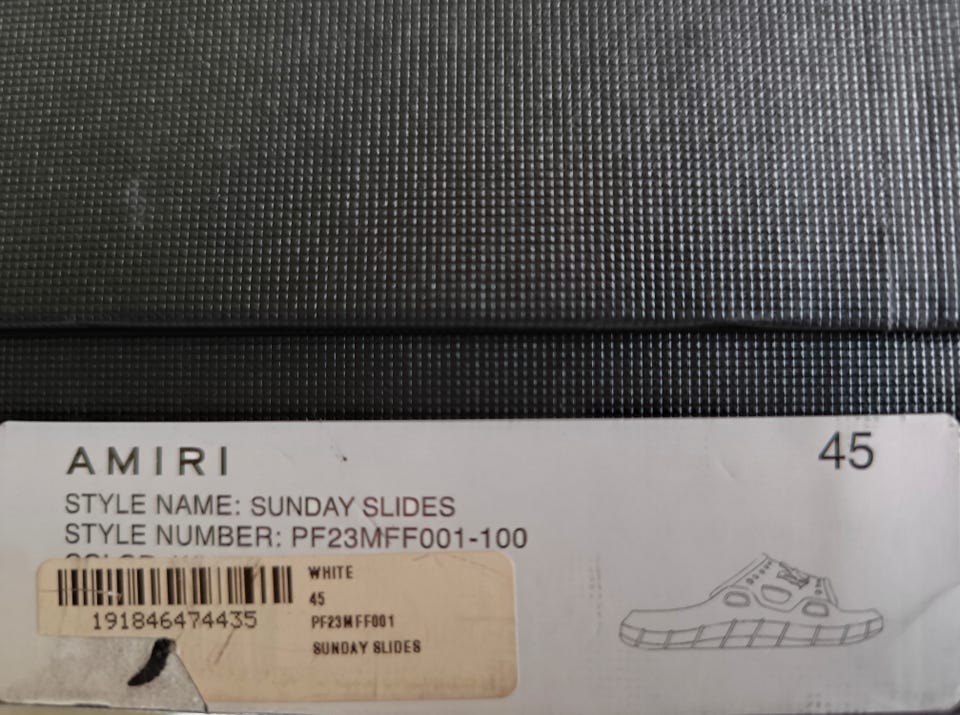 AMIRI
45
STYLE NAME: SUNDAY SLIDES
STYLE NUMBER: PF23MFF001-100
WHITE
45
191846474435
PF23MFF001
SUNDAY SLIDES